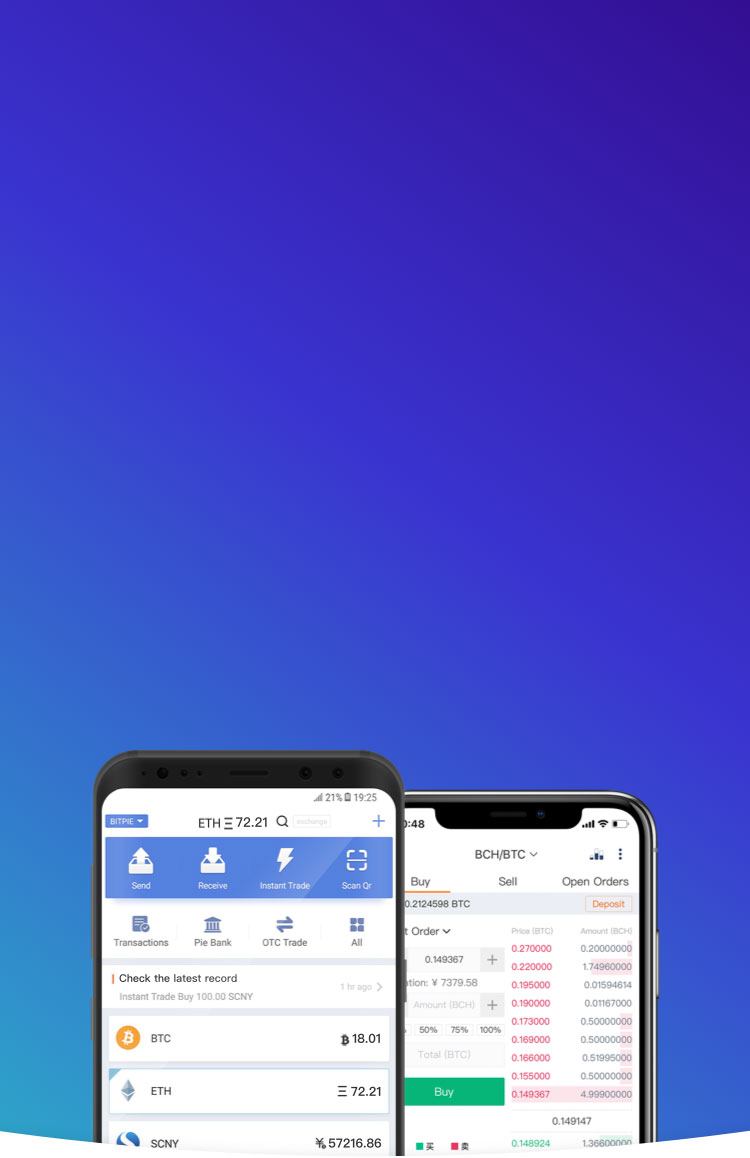 21% 19:25
BITPIE ETH Ξ 72.21 exchange
Send Receive Instant Trade Scan Qr
Transactions Pie Bank OTC Trade All
Check the latest record
Instant Trade Buy 100.00 SCNY
1 hr ago
BTC ₿ 18.01
ETH Ξ 72.21
SCNY 57216.86
:48
BCH/BTC
Buy Sell Open Orders
0.2124598 BTC Deposit
Order
0.149367
¥ 7379.58
Amount (BCH)
50% 75% 100%
Total (BTC)
Buy
买 卖
Price (BTC) Amount (BCH)
0.270000 0.20000000
0.220000 1.74960000
0.195000 0.01594614
0.190000 0.01167000
0.173000 0.50000000
0.169000 0.50000000
0.166000 0.51995000
0.155000 0.50000000
0.149367 4.99900000
0.149147
0.148924 1.36600000